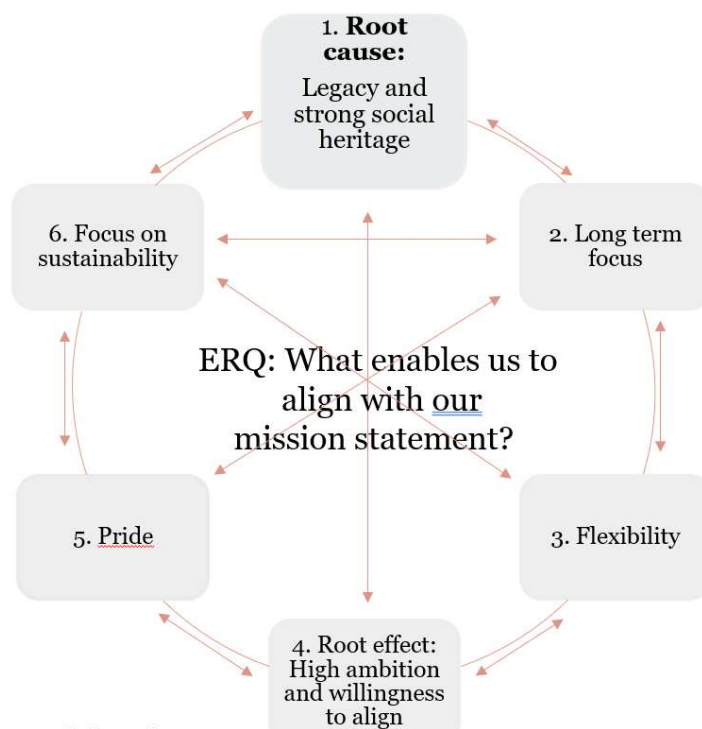 1. Root
cause:
Legacy and
strong social
heritage
6. Focus on
sustainability
2. Long term
focus
ERQ: What enables us to
align with our
mission statement?
5. Pride
3. Flexibility
4. Root effect:
High ambition
and willingness
to align